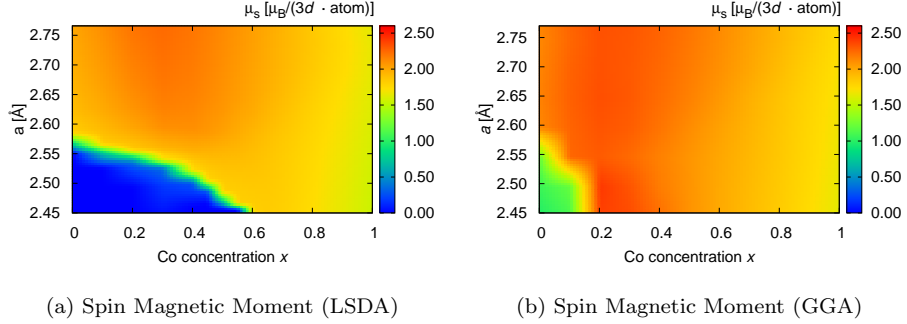 μs [μB/(3d · atom)]
2.75
2.70
2.65
2.60
2.55
2.50
2.45
a [Å]
0 0.2 0.4 0.6 0.8 1
Co concentration x
2.50
2.00
1.50
1.00
0.50
0.00
(a) Spin Magnetic Moment (LSDA)
μs [μB/(3d · atom)]
2.75
2.70
2.65
2.60
2.55
2.50
2.45
a [Å]
0 0.2 0.4 0.6 0.8 1
Co concentration x
2.50
2.00
1.50
1.00
0.50
0.00
(b) Spin Magnetic Moment (GGA)